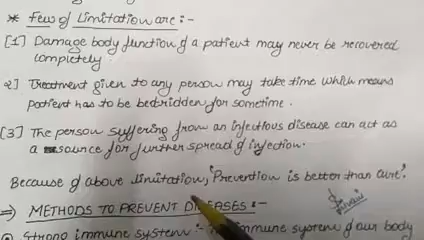 * Few of Limitation are :-
[1] Damage body function of a patient may never be recovered
completely.
2] Treatment given to any person may take time which means
patient has to be bedridden for sometime.
[3] The person suffering from an infectious disease can act as
a source for further spread of infection.
Because of above limitation, "Prevention is better than cure".
⇒ METHODS TO PREVENT DISEASES :-
Strong immune system :- immune system of our body